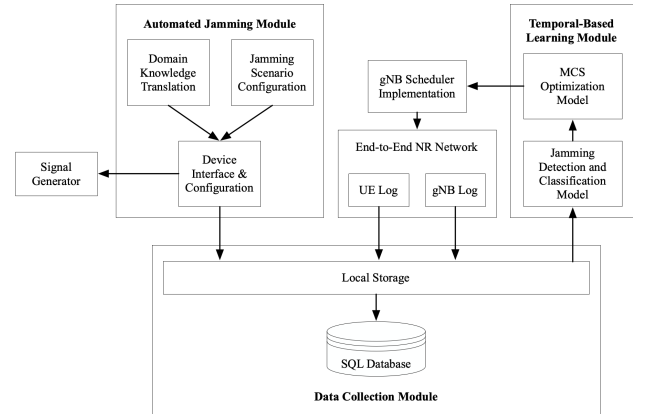 Automated Jamming Module
Domain
Knowledge
Translation
Jamming
Scenario
Configuration
Device
Interface &
Configuration
Signal
Generator
gNB Scheduler
Implementation
End-to-End NR Network
UE Log
gNB Log
Temporal-Based
Learning Module
MCS
Optimization
Model
Jamming
Detection and
Classification
Model
Local Storage
SQL Database
Data Collection Module